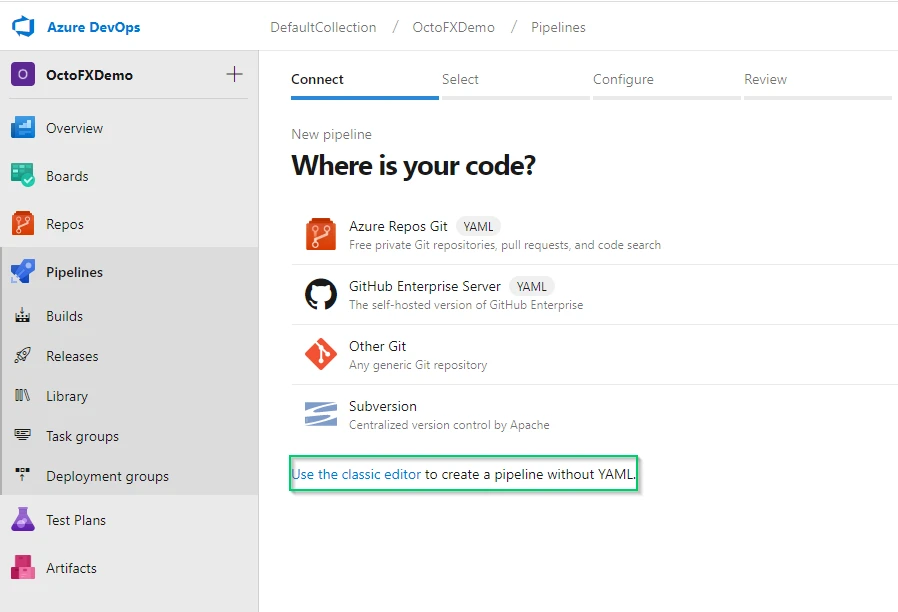 Azure DevOps
DefaultCollection / OctoFXDemo / Pipelines
O OctoFXDemo +
Overview
Boards
Repos
Pipelines
Builds
Releases
Library
Task groups
Deployment groups
Test Plans
Artifacts
Connect Select Configure Review
New pipeline
Where is your code?
Azure Repos Git YAML
Free private Git repositories, pull requests, and code search
GitHub Enterprise Server YAML
The self-hosted version of GitHub Enterprise
Other Git
Any generic Git repository
Subversion
Centralized version control by Apache
Use the classic editor to create a pipeline without YAML.